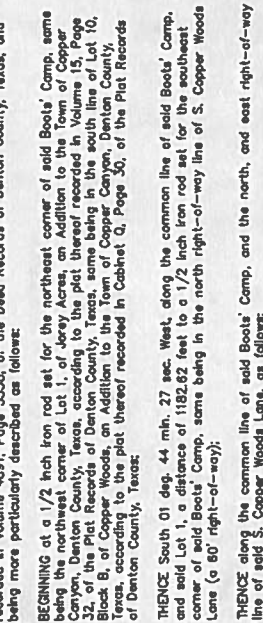 recorded in Volume 4891, Page 3338, of the Deed Records of Denton County, Texas, and
being more particularly described as follows:
BEGINNING at a 1/2 inch iron rod set for the northeast corner of said Boots' Camp, same
being the northwest corner of Lot 1, of Jorey Acres, an Addition to the Town of Copper
Canyon, Denton County, Texas, according to the plat thereof recorded in Volume 15, Page
32, of the Plat Records of Denton County, Texas, same being in the south line of Lot 10,
Block B, of Copper Woods, an Addition to the Town of Copper Canyon, Denton County,
Texas, according to the plat thereof recorded in Cabinet Q, Page 30, of the Plat Records
of Denton County, Texas;
THENCE South 01 deg. 44 min. 27 sec. West, along the common line of said Boots' Camp,
and said Lot 1, a distance of 1182.62 feet to a 1/2 inch iron rod set for the southeast
corner of said Boots' Camp, same being in the north right-of-way line of S. Copper Woods
Lane (a 60' right-of-way);
THENCE along the common line of said Boots' Camp, and the north, and east right-of-way
line of said S. Copper Woods Lane, as follows: